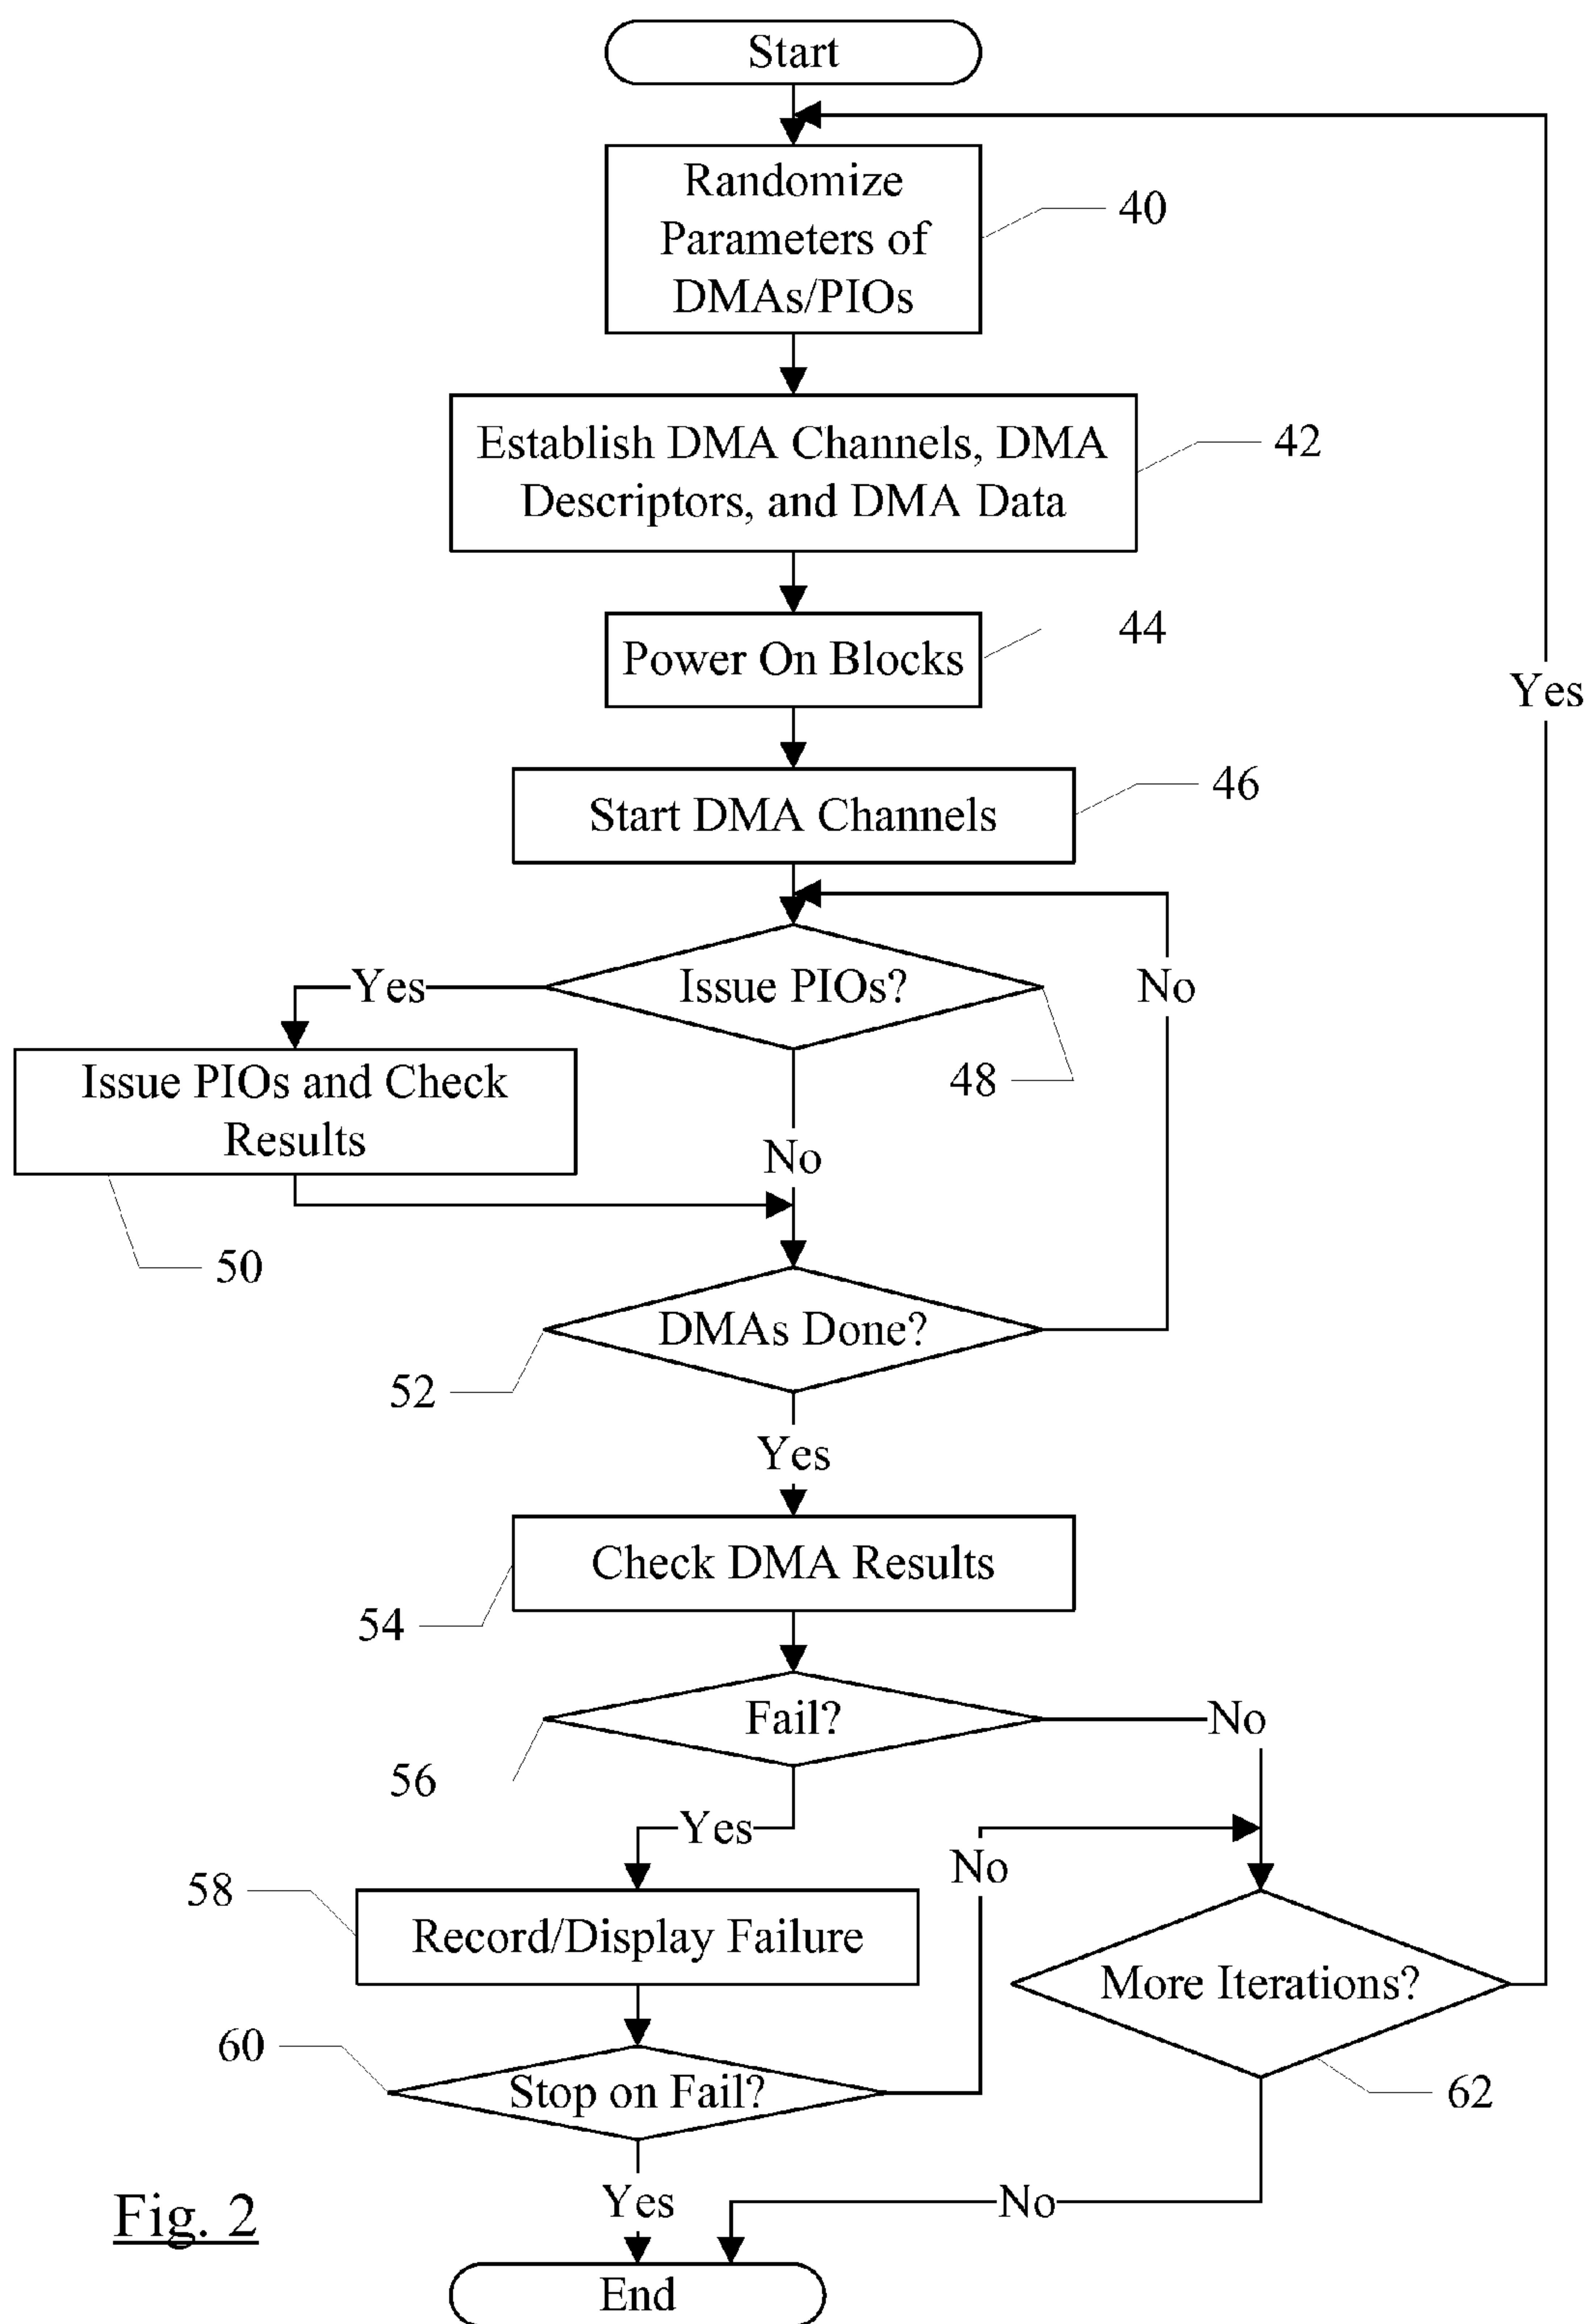 Start
Randomize
Parameters of
DMAs/PIOs
40
Establish DMA Channels, DMA
Descriptors, and DMA Data
42
Power On Blocks
44
Yes
Start DMA Channels
46
Issue PIOs?
Yes
No
48
Issue PIOs and Check
Results
No
50
DMAs Done?
52
Yes
Check DMA Results
54
Fail?
No
56
Yes
No
58
Record/Display Failure
More Iterations?
60
Stop on Fail?
62
Yes
No
Fig. 2
End